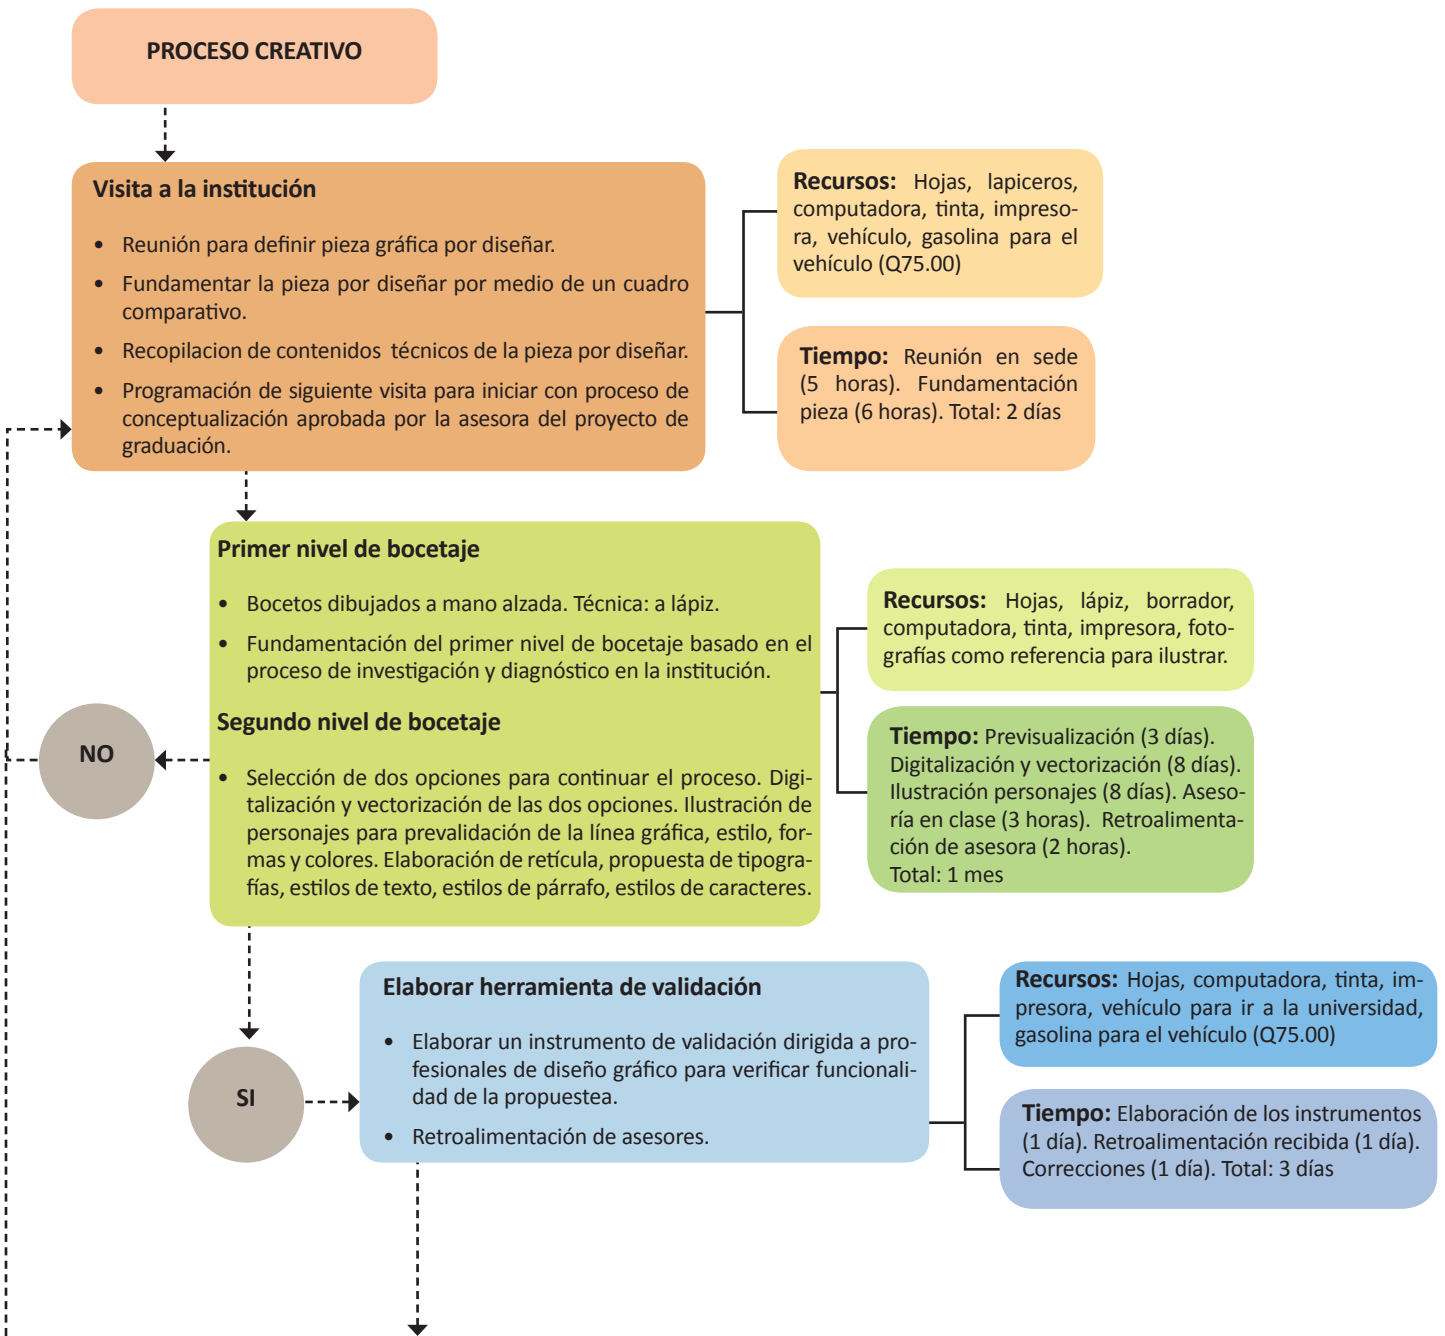 PROCESO CREATIVO
Visita a la institución
• Reunión para definir pieza gráfica por diseñar.
• Fundamentar la pieza por diseñar por medio de un cuadro
comparativo.
• Recopilacion de contenidos técnicos de la pieza por diseñar.
• Programación de siguiente visita para iniciar con proceso de
conceptualización aprobada por la asesora del proyecto de
graduación.
Recursos: Hojas, lapiceros,
computadora, tinta, impreso-
ra, vehículo, gasolina para el
vehículo (Q75.00)
Tiempo: Reunión en sede
(5 horas). Fundamentación
pieza (6 horas). Total: 2 días
Primer nivel de bocetaje
• Bocetos dibujados a mano alzada. Técnica: a lápiz.
• Fundamentación del primer nivel de bocetaje basado en el
proceso de investigación y diagnóstico en la institución.
Segundo nivel de bocetaje
• Selección de dos opciones para continuar el proceso. Digi-
talización y vectorización de las dos opciones. Ilustración de
personajes para prevalidación de la línea gráfica, estilo, for-
mas y colores. Elaboración de retícula, propuesta de tipogra-
fías, estilos de texto, estilos de párrafo, estilos de caracteres.
Recursos: Hojas, lápiz, borrador,
computadora, tinta, impresora, foto-
grafías como referencia para ilustrar.
Tiempo: Previsualización (3 días).
Digitalización y vectorización (8 días).
Ilustración personajes (8 días). Aseso-
ría en clase (3 horas). Retroalimenta-
ción de asesora (2 horas).
Total: 1 mes
NO
SI
Elaborar herramienta de validación
• Elaborar un instrumento de validación dirigida a pro-
fesionales de diseño gráfico para verificar funcionali-
dad de la propuestea.
• Retroalimentación de asesores.
Recursos: Hojas, computadora, tinta, im-
presora, vehículo para ir a la universidad,
gasolina para el vehículo (Q75.00)
Tiempo: Elaboración de los instrumentos
(1 día). Retroalimentación recibida (1 día).
Correcciones (1 día). Total: 3 días